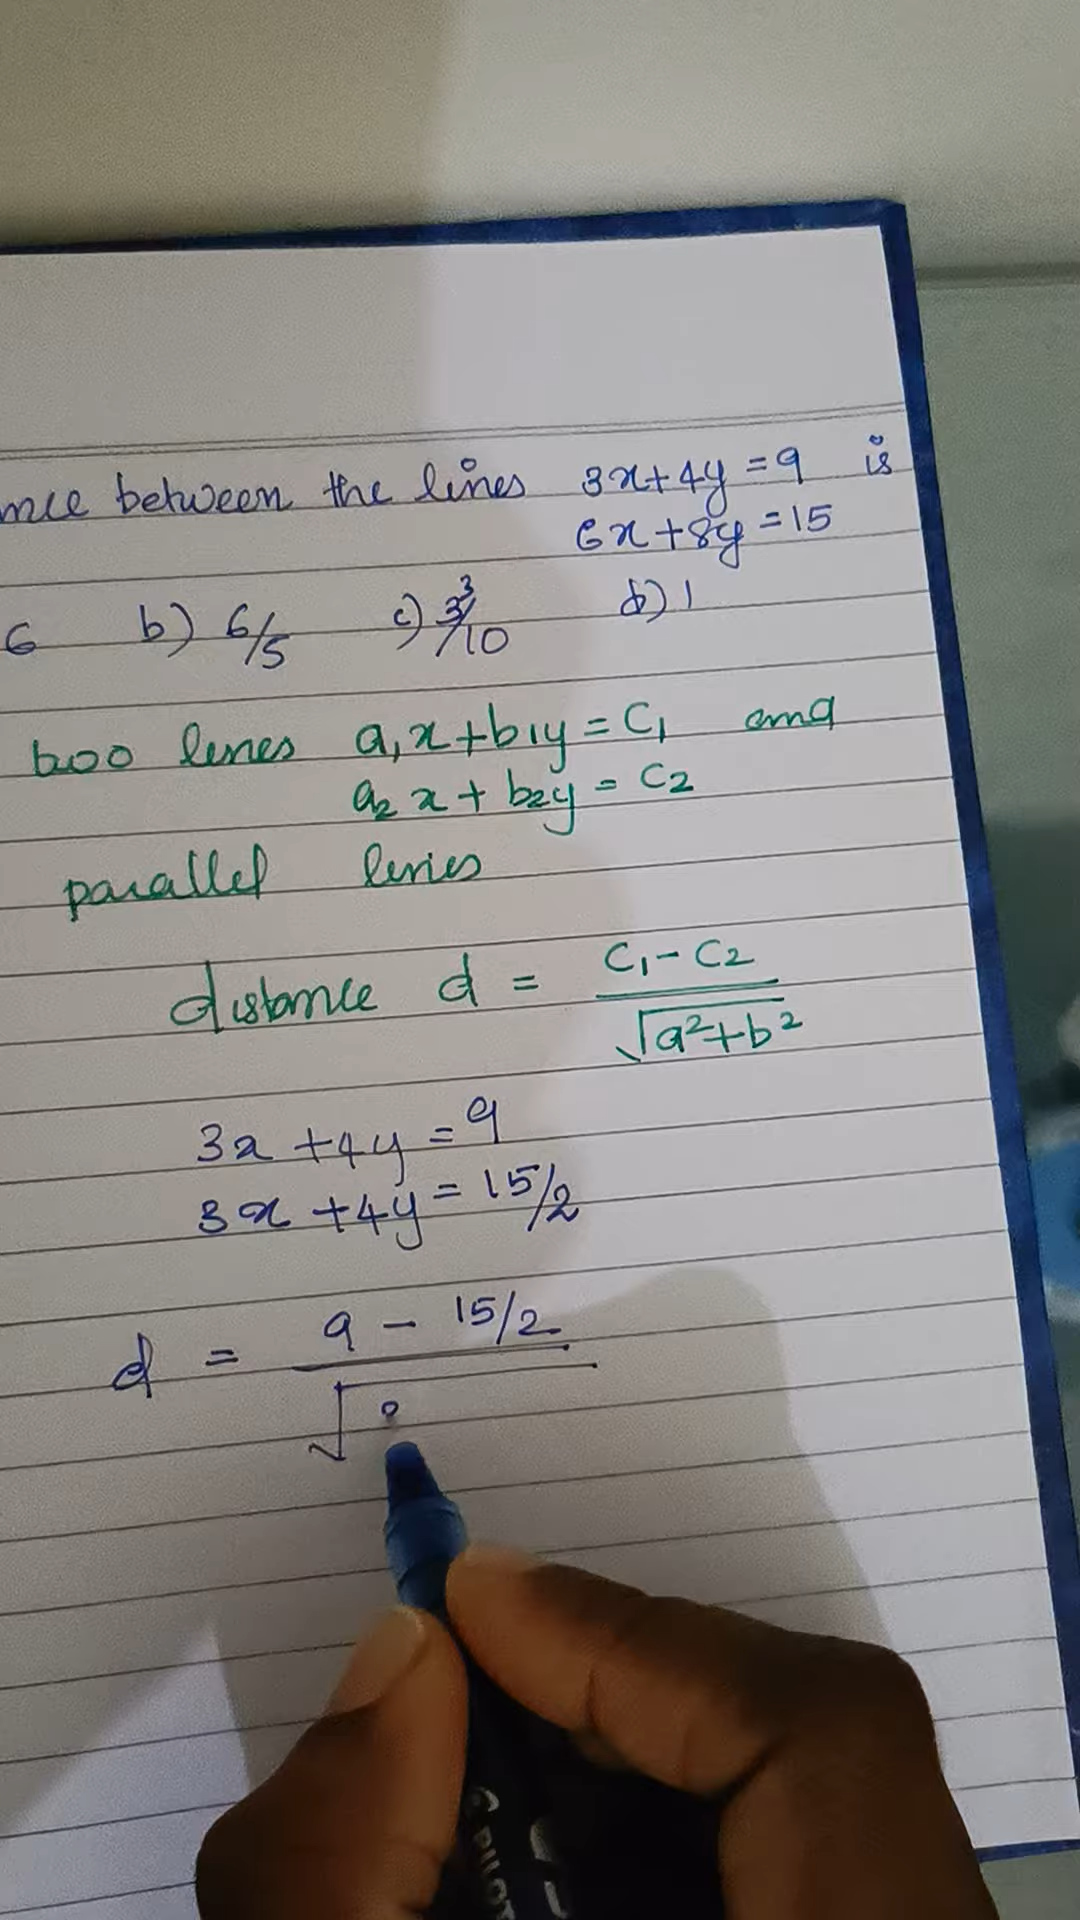 between the lines 3x+4y=9 is
6x+8y=15
6 b) 6/5 c) 3/10 d) 1
lines a1x+b1y=C1 and
a2x+b2y=C2
parallel lines
distance d = C1-C2
√a²+b²
3x+4y=9
3x+4y=15/2
d = 9-15/2
√
PILOT